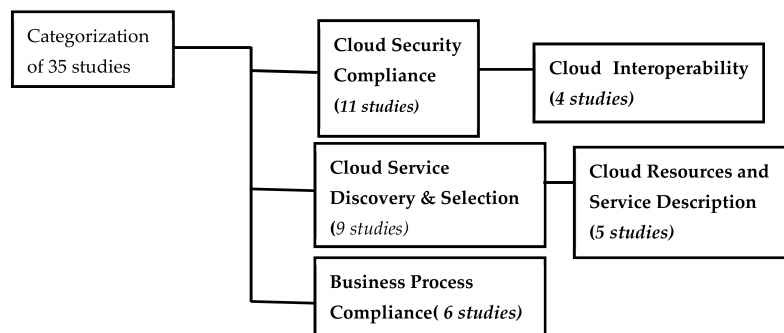 Categorization
of 35 studies
Cloud Security
Compliance
(11 studies)
Cloud Interoperability
(4 studies)
Cloud Service
Discovery & Selection
(9 studies)
Cloud Resources and
Service Description
(5 studies)
Business Process
Compliance( 6 studies)